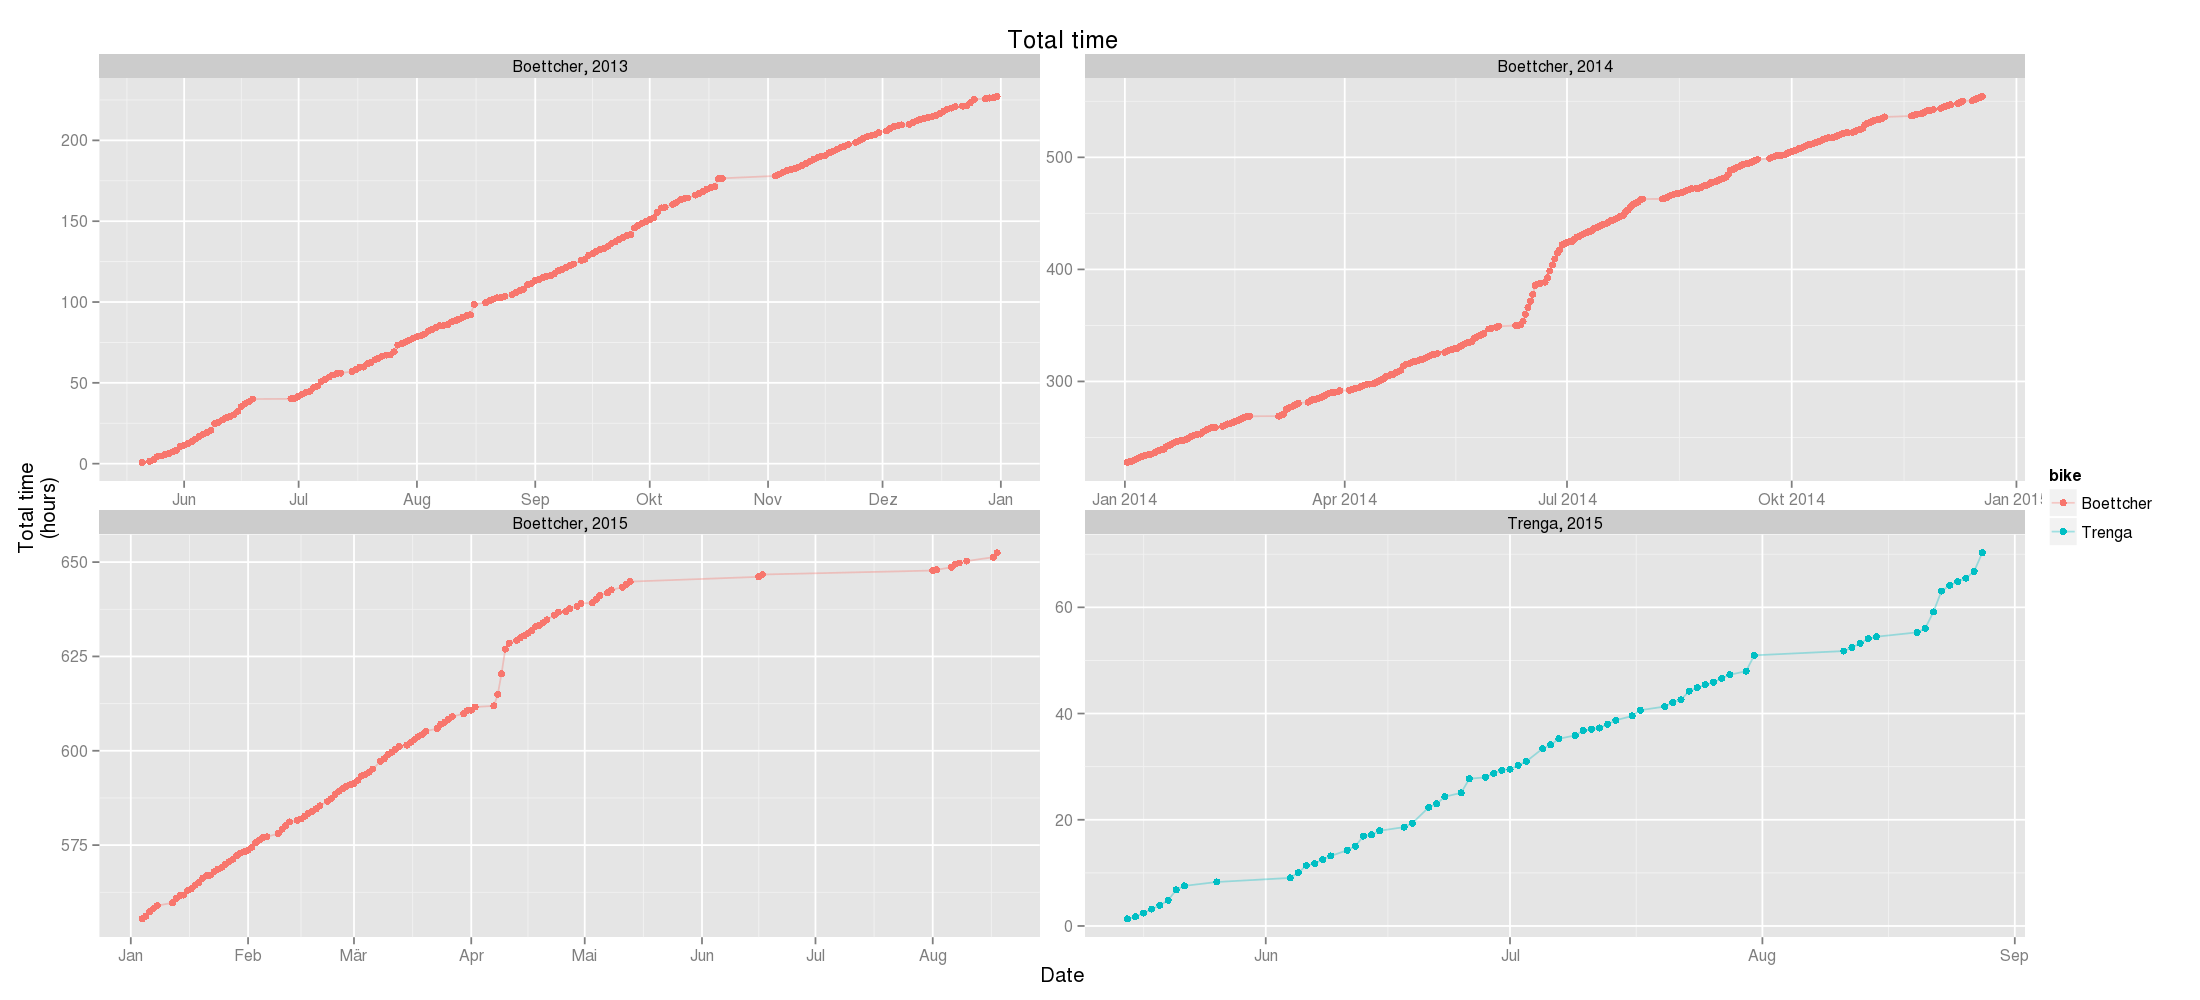 Total time
Boettcher, 2013
Boettcher, 2014
200
150
100
50
0
500
400
300
Jun Jul Aug Sep Okt Nov Dez Jan
Jan 2014 Apr 2014 Jul 2014 Okt 2014 Jan 201
Boettcher, 2015
Trenga, 2015
650
625
600
575
60
40
20
0
Jan Feb Mär Apr Mai Jun Jul Aug
Jun Jul Aug Sep
Total time
(hours)
Date
bike
Boettcher
Trenga